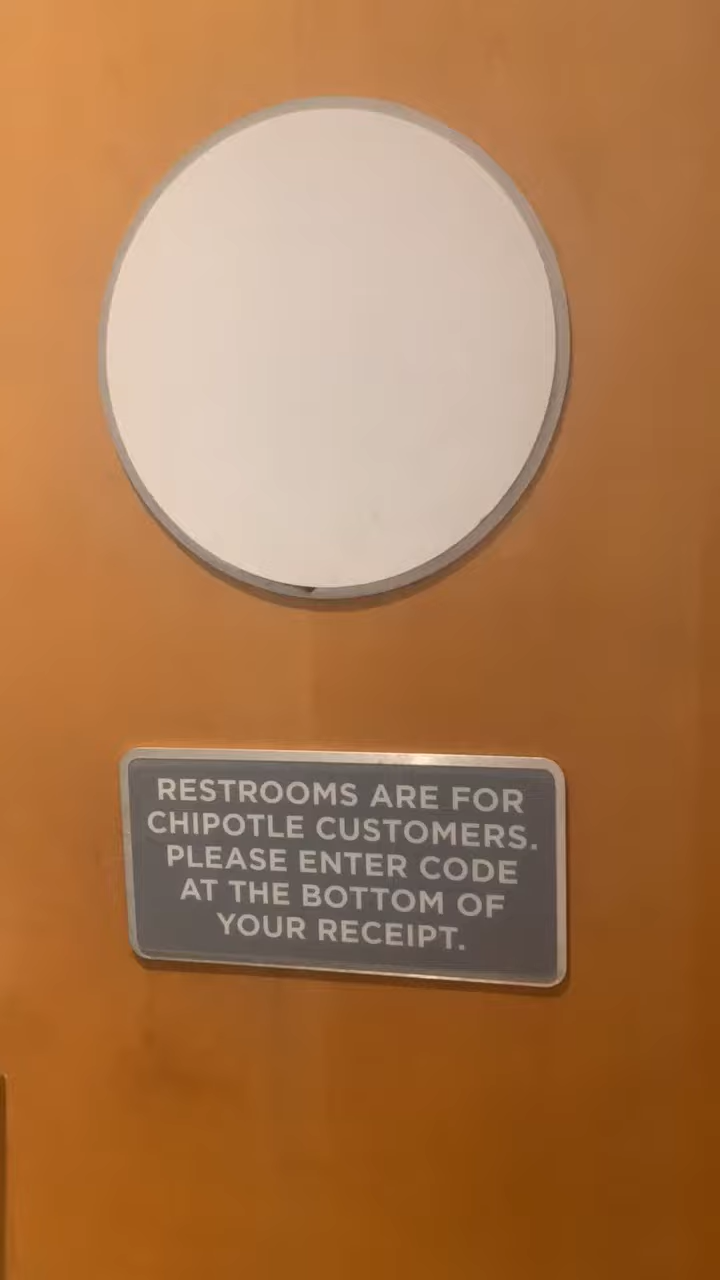 RESTROOMS ARE FOR
CHIPOTLE CUSTOMERS.
PLEASE ENTER CODE
AT THE BOTTOM OF
YOUR RECEIPT.